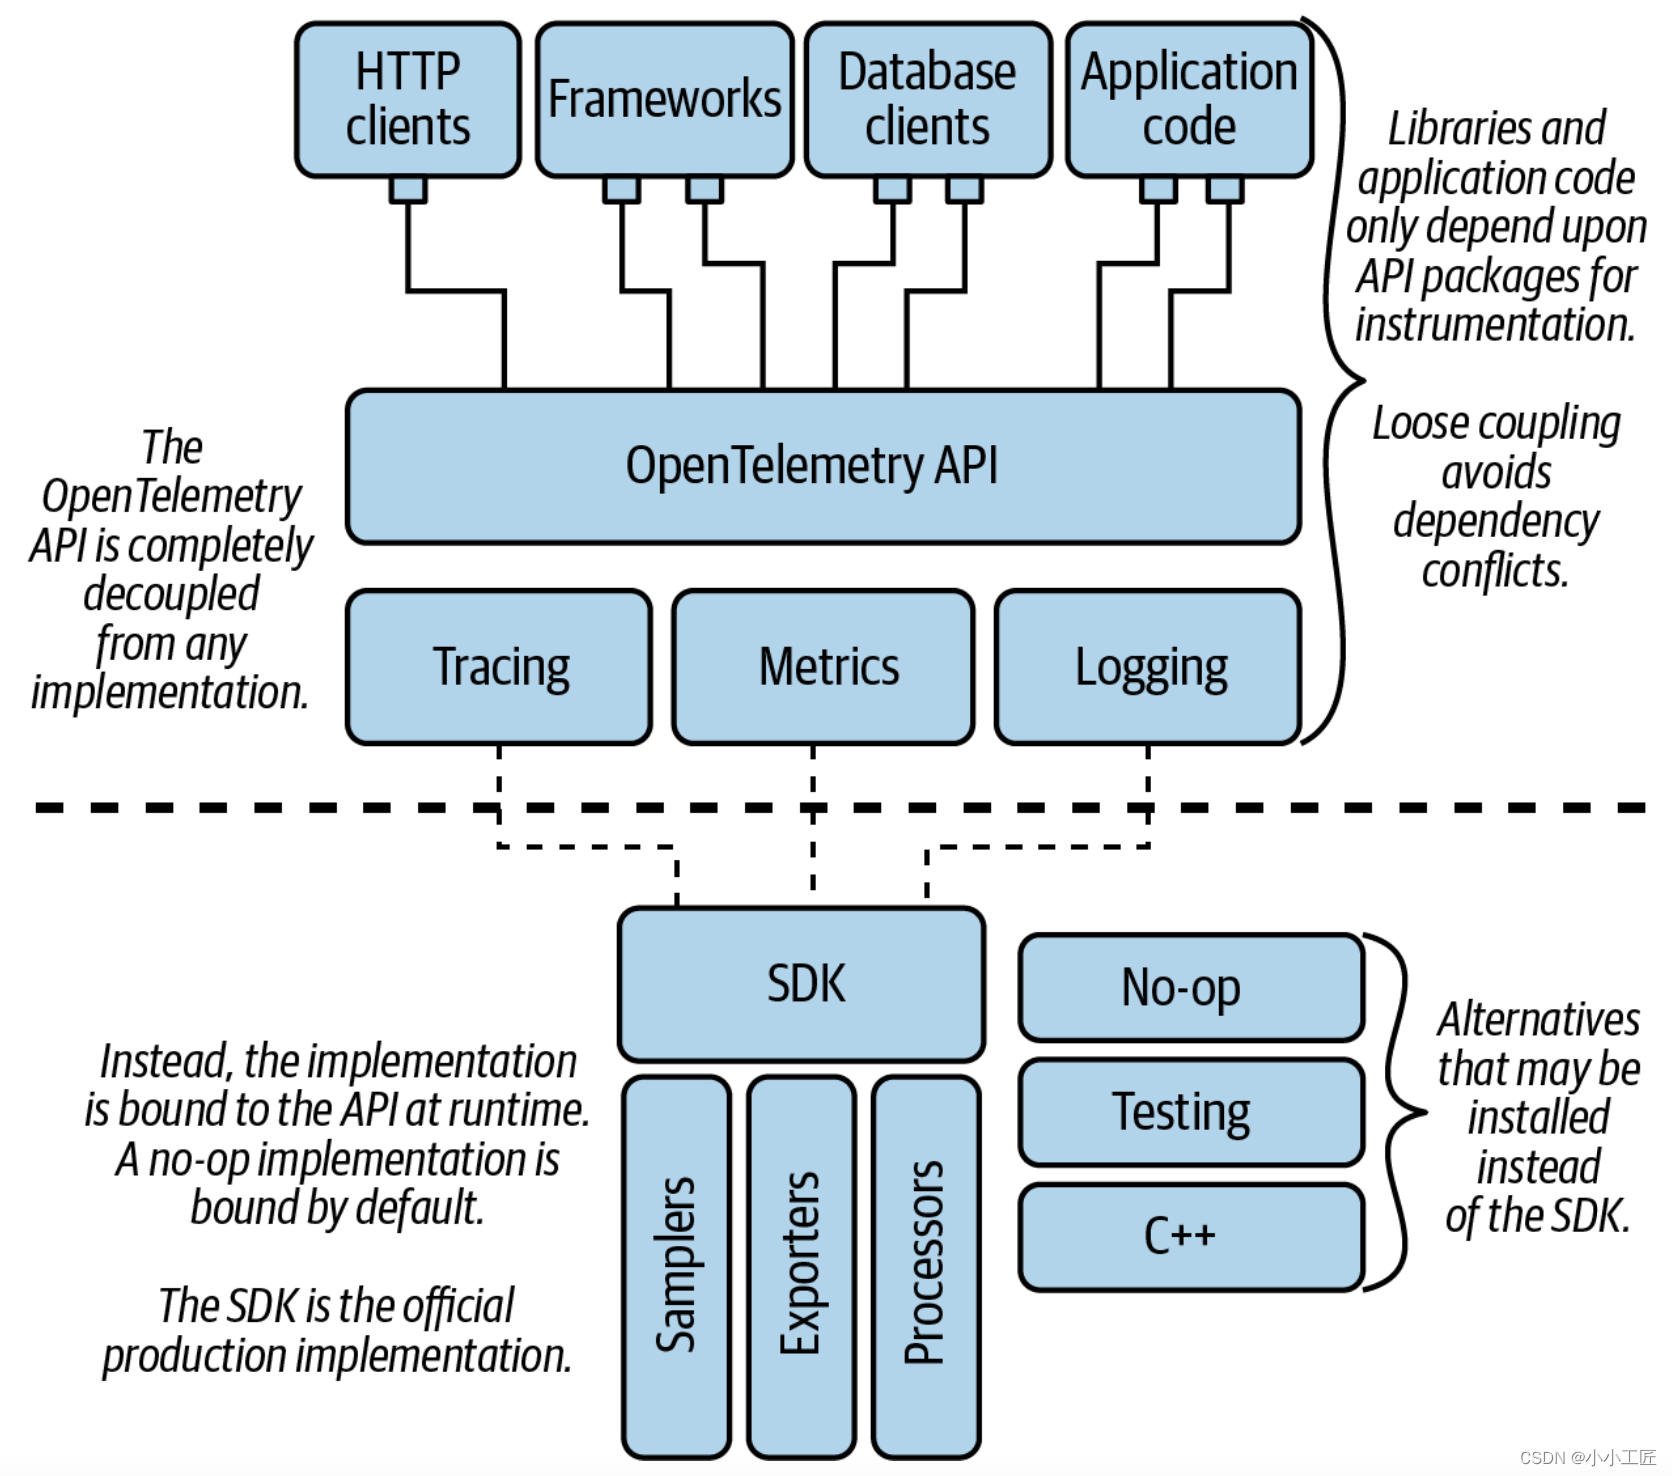 HTTP
clients
Frameworks
Database
clients
Application
code
Libraries and
application code
only depend upon
API packages for
instrumentation.
Loose coupling
avoids
dependency
conflicts.
The
OpenTelemetry
API is completely
decoupled
from any
implementation.
OpenTelemetry API
Tracing
Metrics
Logging
SDK
Samplers
Exporters
Processors
No-op
Testing
C++
Alternatives
that may be
installed
instead
of the SDK.
Instead, the implementation
is bound to the API at runtime.
A no-op implementation is
bound by default.
The SDK is the official
production implementation.
CSDN @小小工匠